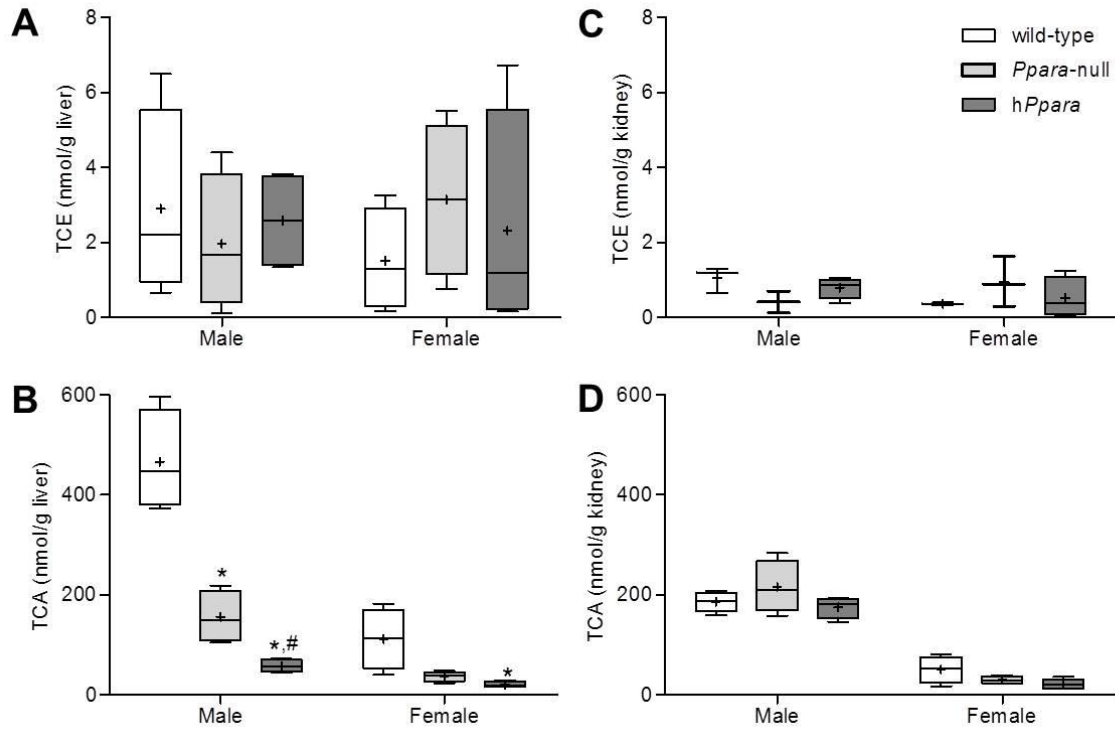 A
TCE (nmol/g liver)
8
6
4
2
0
Male
Female
C
TCE (nmol/g kidney)
8
6
4
2
0
Male
Female
wild-type
Ppara-null
hPpara
B
TCA (nmol/g liver)
600
400
200
0
*
*,#
*
Male
Female
D
TCA (nmol/g kidney)
600
400
200
0
Male
Female